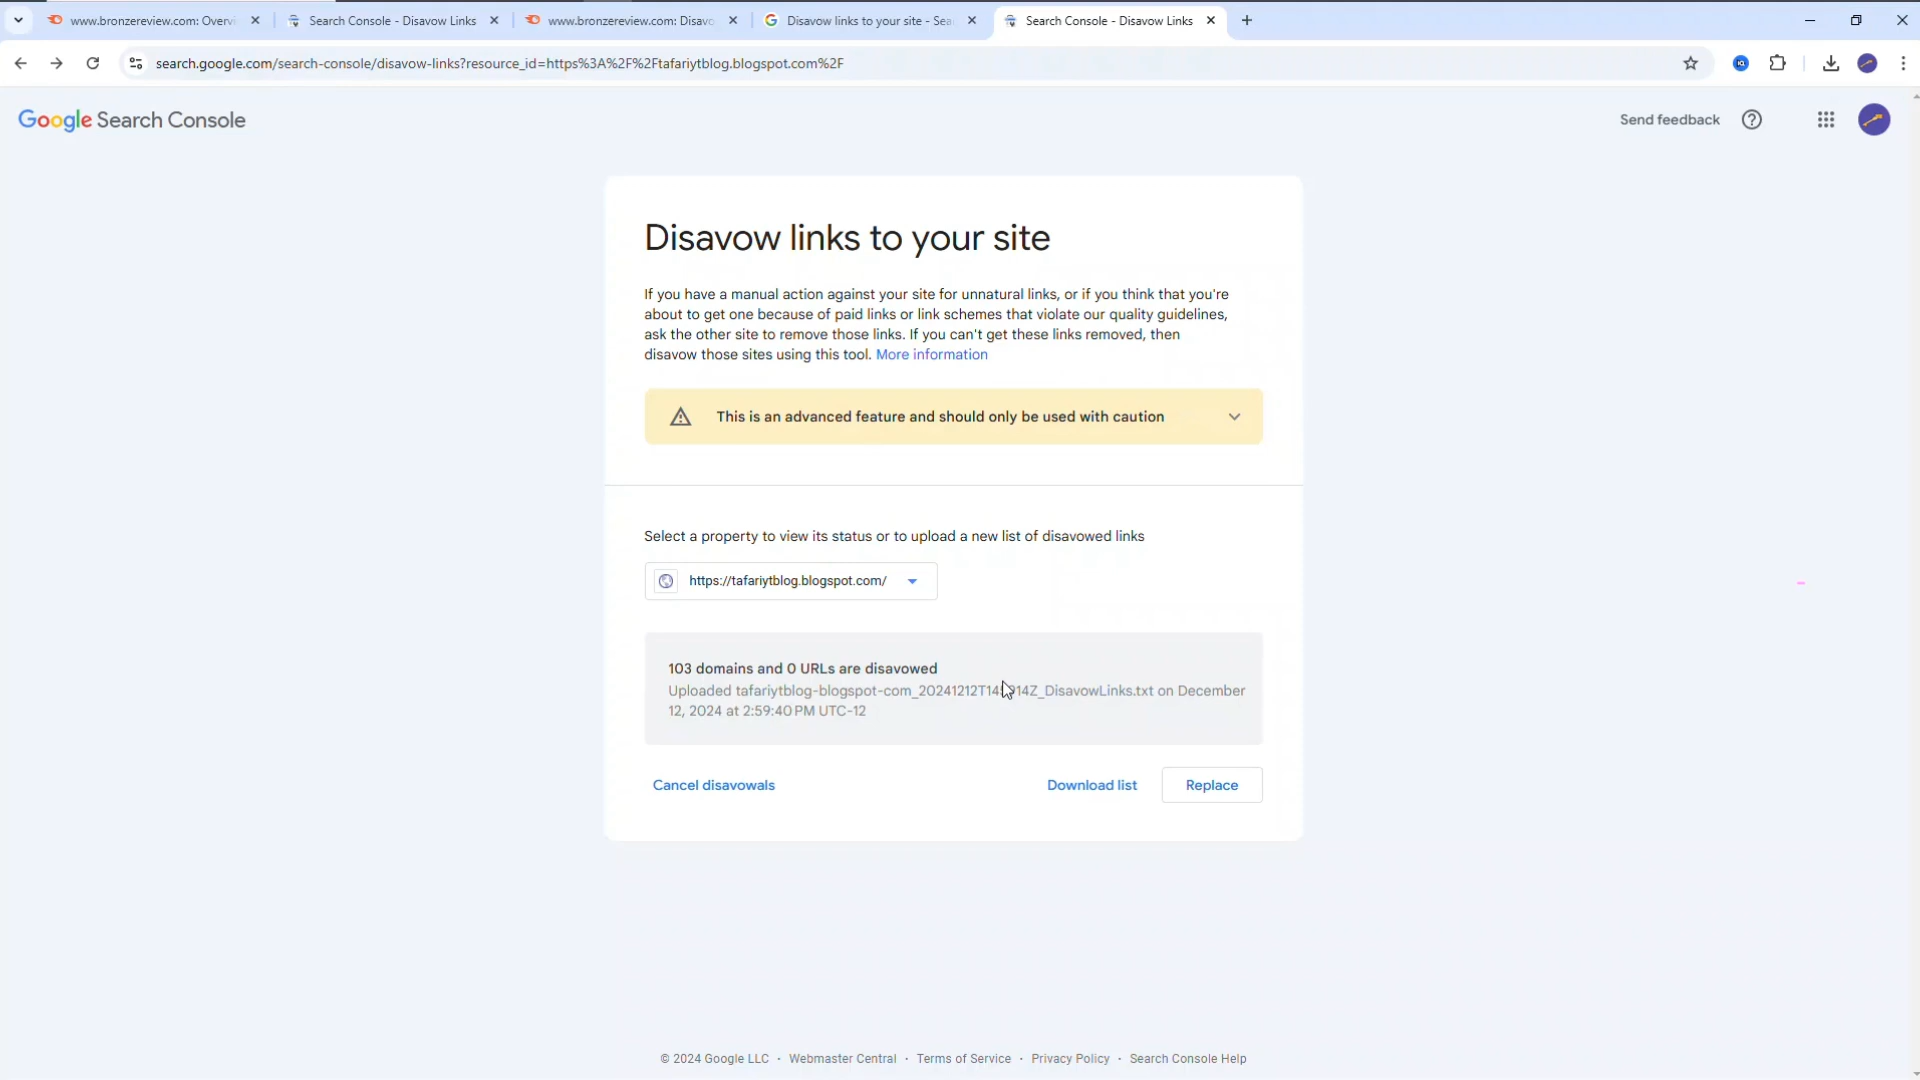 www.bronzereview.com: Overvi
Search Console - Disavow Links
www.bronzereview.com: Disavo
Disavow links to your site - Sea
Search Console - Disavow Links
search.google.com/search-console/disavow-links?resource_id=https%3A%2F%2Ftafariytblog.blogspot.com%2F
Google Search Console
Send feedback
Disavow links to your site
If you have a manual action against your site for unnatural links, or if you think that you're
about to get one because of paid links or link schemes that violate our quality guidelines,
ask the other site to remove those links. If you can't get these links removed, then
disavow those sites using this tool. More information
This is an advanced feature and should only be used with caution
Select a property to view its status or to upload a new list of disavowed links
https://tafariytblog.blogspot.com/
103 domains and 0 URLs are disavowed
Uploaded on December
12, 2024 at 2:59:40 PM UTC-12
Cancel disavowals
Download list
Replace
© 2024 Google LLC · Webmaster Central · Terms of Service · Privacy Policy · Search Console Help